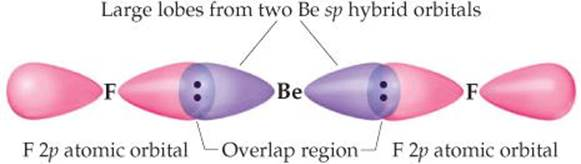 Large lobes from two Be sp hybrid orbitals
F Be F
F 2p atomic orbital Overlap region F 2p atomic orbital